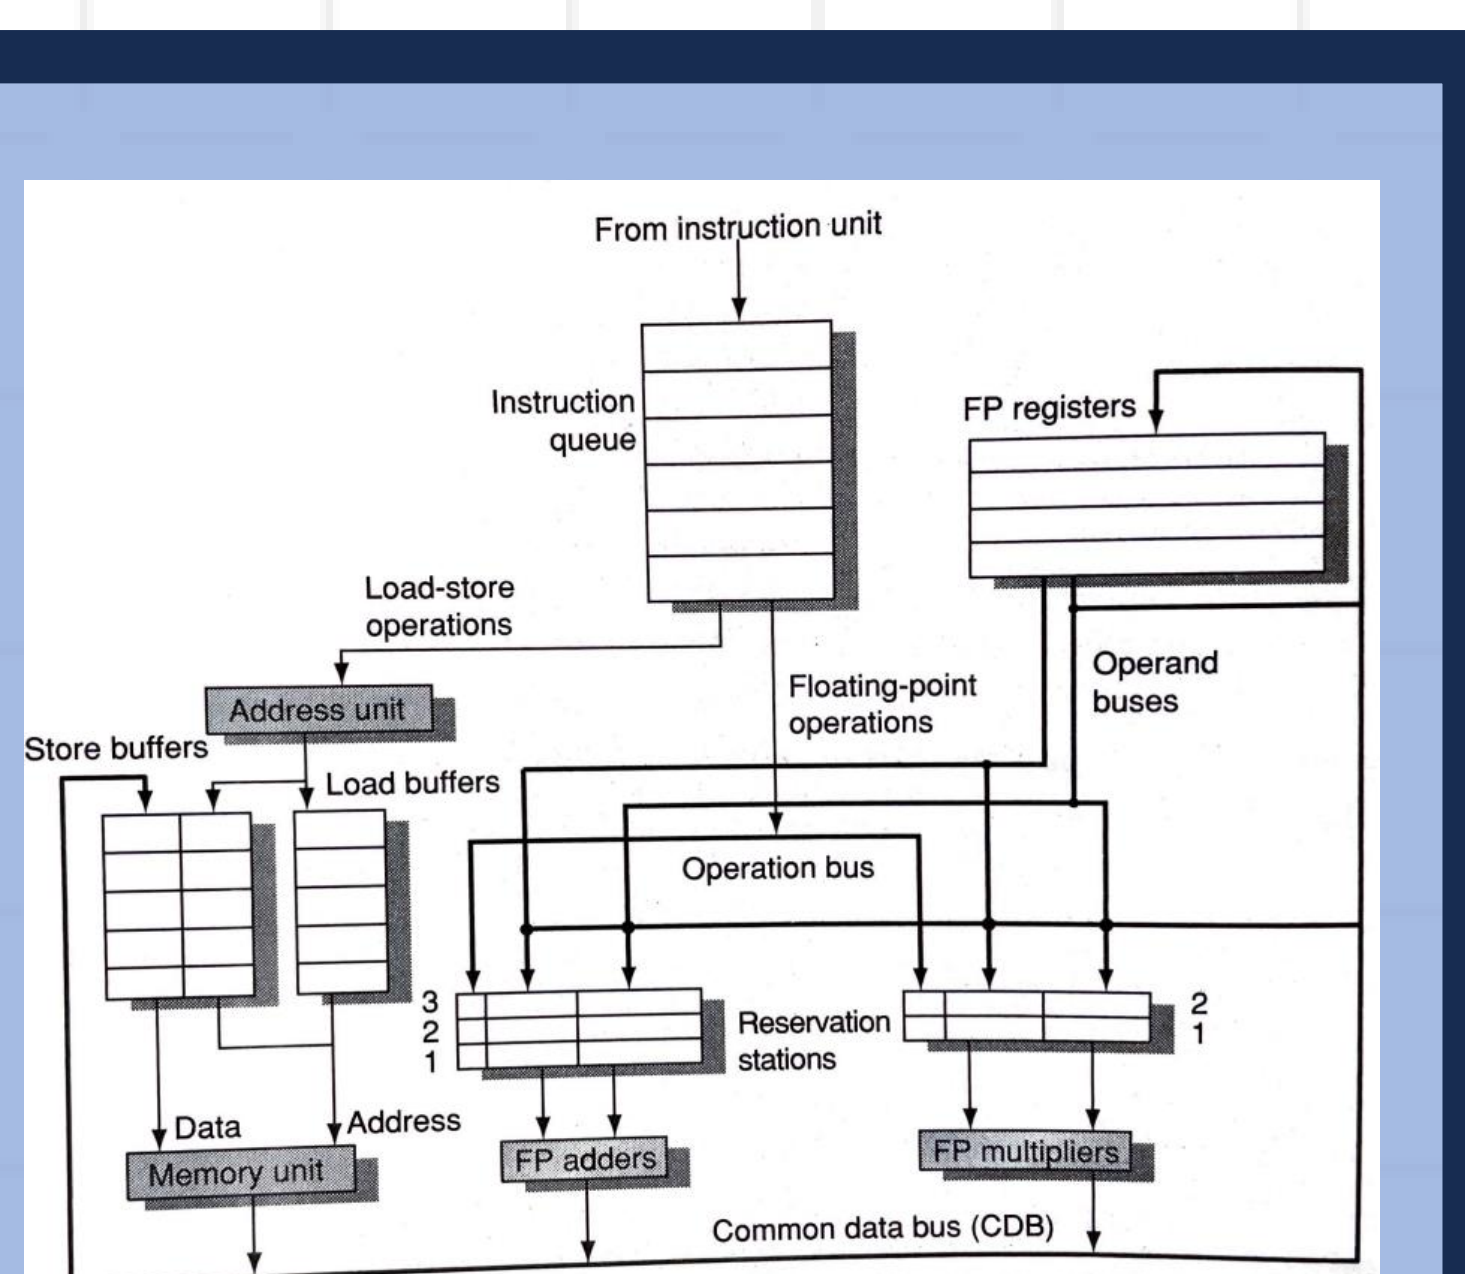 From instruction unit
Instruction
queue
FP registers
Load-store
operations
Floating-point
operations
Operand
buses
Address unit
Store buffers
Load buffers
Operation bus
3
2
1
Reservation
stations
2
1
Data
Address
Memory unit
FP adders
FP multipliers
Common data bus (CDB)